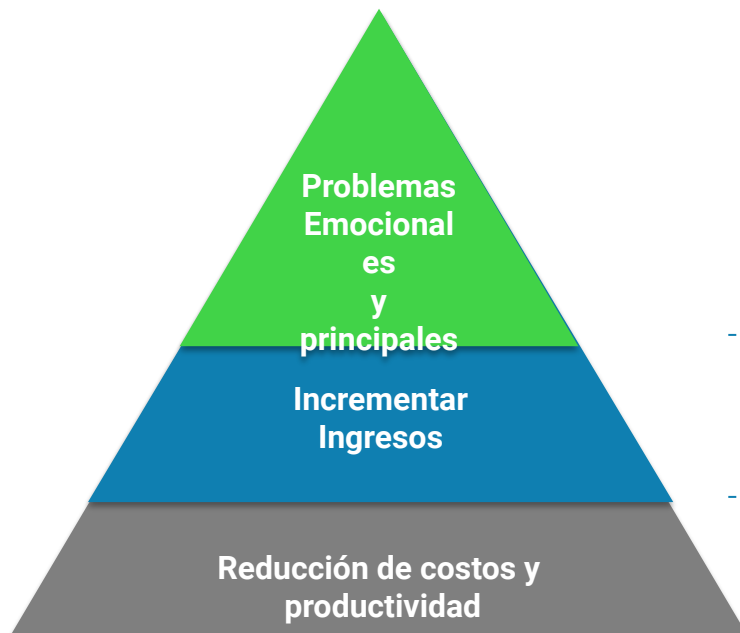 Problemas
Emocional
es
y
principales
Incrementar
Ingresos
Reducción de costos y
productividad